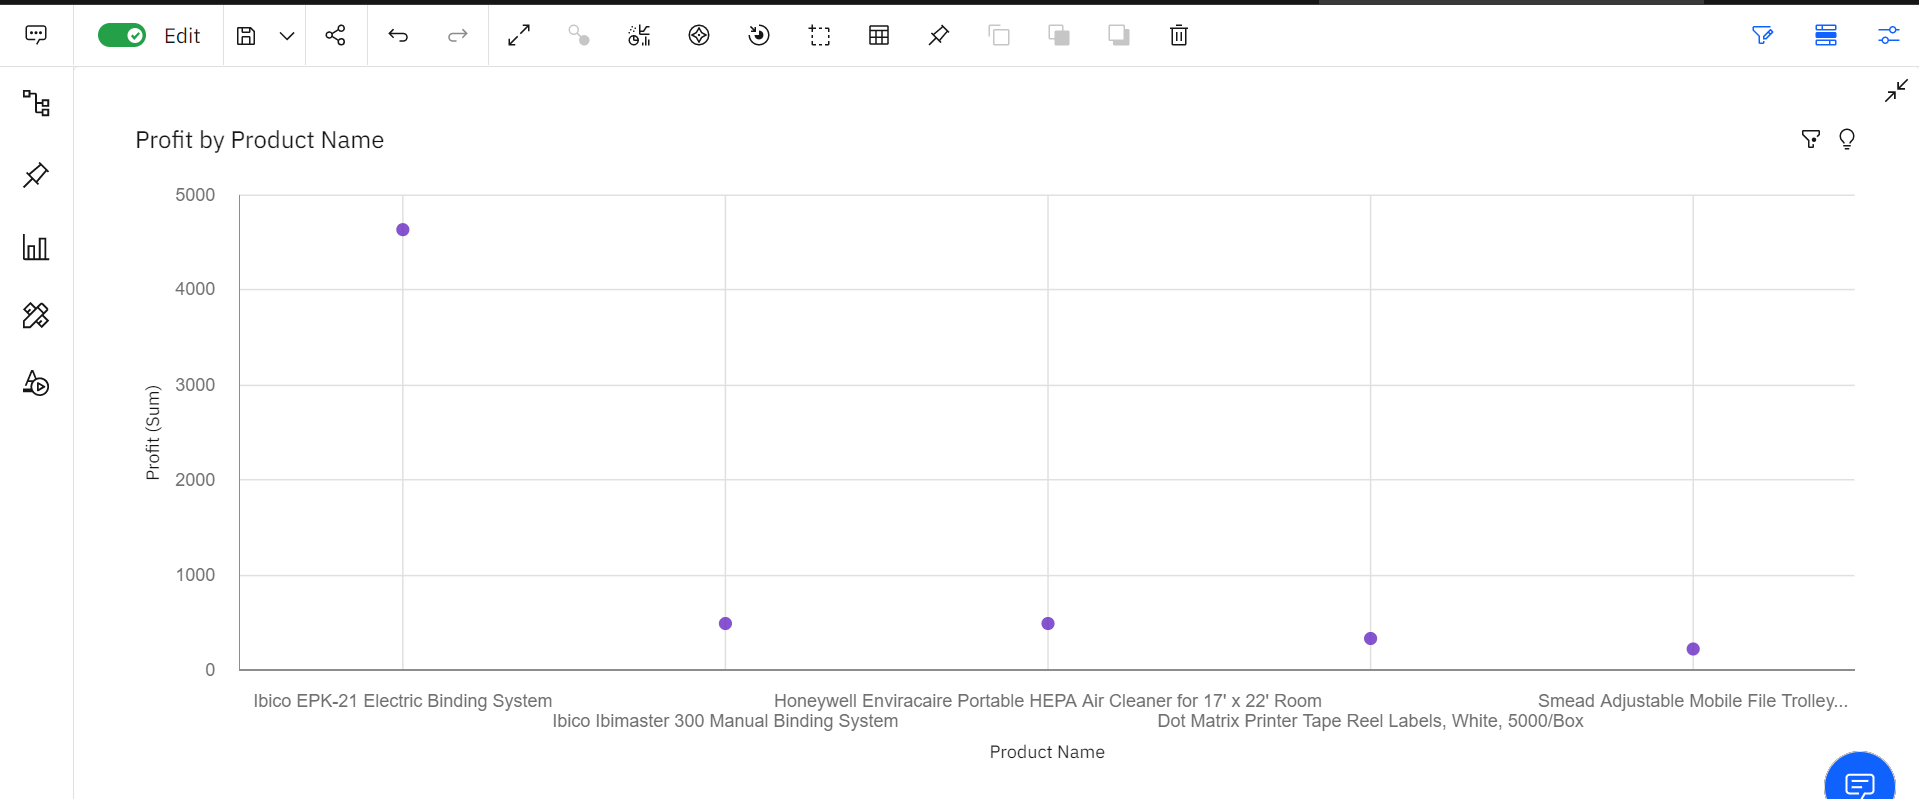 Edit
Profit by Product Name
5000
4000
3000
2000
1000
0
Profit (Sum)
Ibico EPK-21 Electric Binding System
Ibico Ibimaster 300 Manual Binding System
Honeywell Enviracaire Portable HEPA Air Cleaner for 17' x 22' Room
Dot Matrix Printer Tape Reel Labels, White, 5000/Box
Smead Adjustable Mobile File Trolley...
Product Name